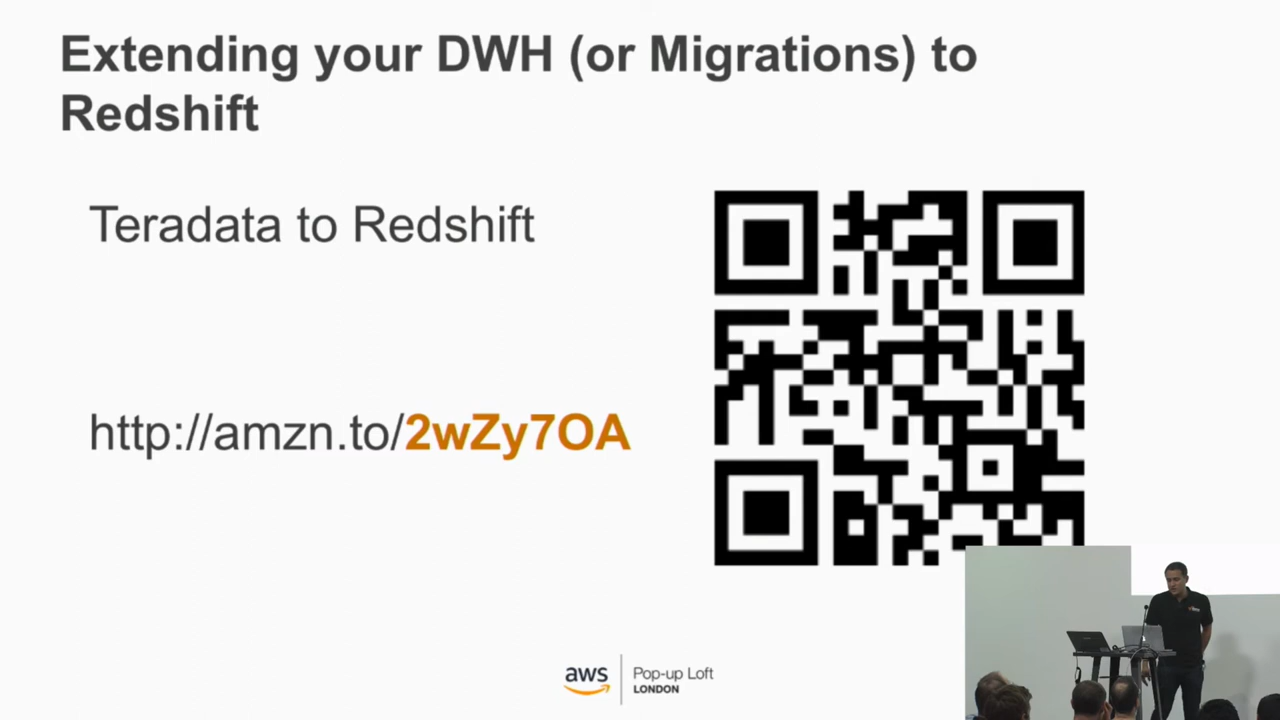 Extending your DWH (or Migrations) to
Redshift
Teradata to Redshift
http://amzn.to/2wZy7OA
aws
Pop-up Loft
LONDON